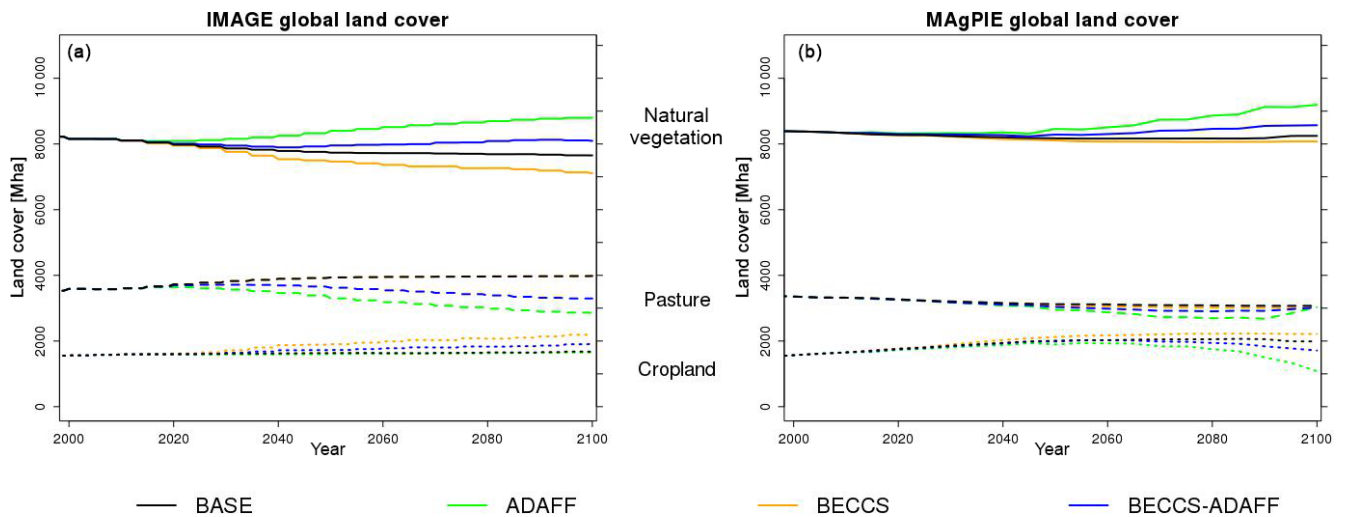 IMAGE global land cover
(a)
Land cover [Mha]
10 000
8000
6000
4000
2000
0
2000 2020 2040 2060 2080 2100
Year
Natural
vegetation
Pasture
Cropland
MAgPIE global land cover
(b)
Land cover [Mha]
10 000
8000
6000
4000
2000
0
2000 2020 2040 2060 2080 2100
Year
BASE ADAFF BECCS BECCS-ADAFF